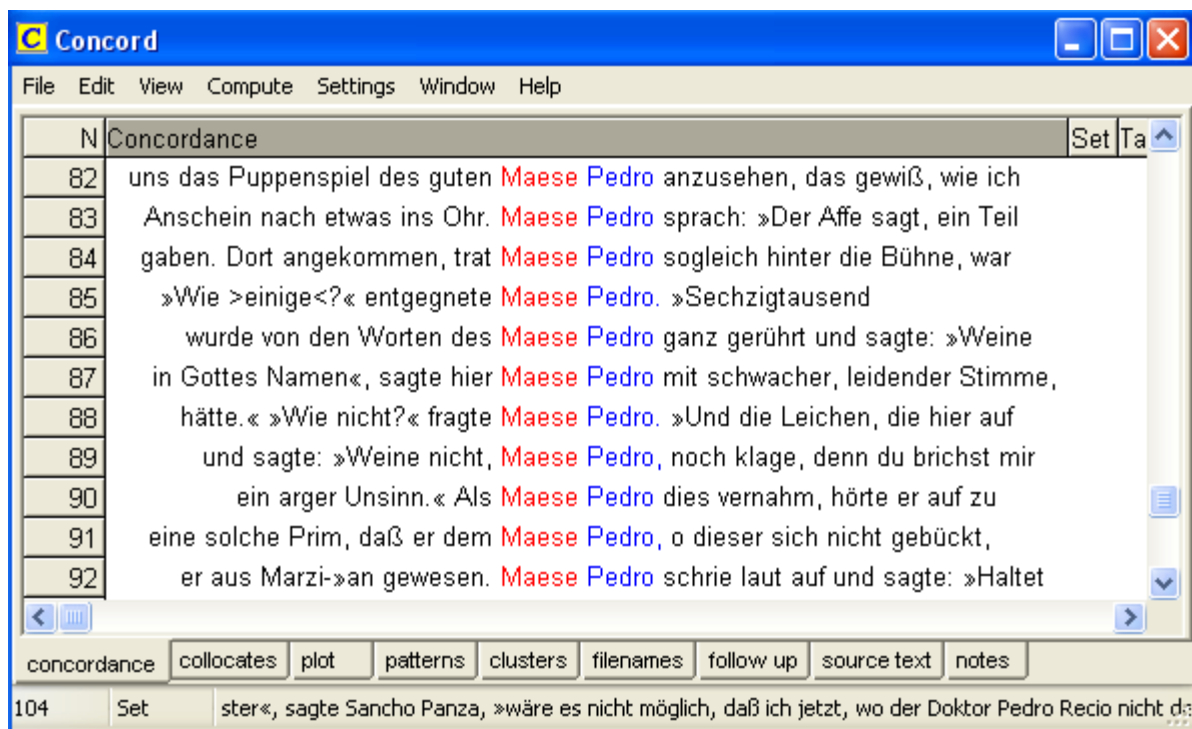 C Concord
File Edit View Compute Settings Window Help
N Concordance Set Ta
82 uns das Puppenspiel des guten Maese Pedro anzusehen, das gewiß, wie ich
83 Anschein nach etwas ins Ohr. Maese Pedro sprach: »Der Affe sagt, ein Teil
84 gaben. Dort angekommen, trat Maese Pedro sogleich hinter die Bühne, war
85 »Wie >einige<?« entgegnete Maese Pedro. »Sechzigtausend
86 wurde von den Worten des Maese Pedro ganz gerührt und sagte: »Weine
87 in Gottes Namen«, sagte hier Maese Pedro mit schwacher, leidender Stimme,
88 hätte.« »Wie nicht?« fragte Maese Pedro. »Und die Leichen, die hier auf
89 und sagte: »Weine nicht, Maese Pedro, noch klage, denn du brichst mir
90 ein arger Unsinn.« Als Maese Pedro dies vernahm, hörte er auf zu
91 eine solche Prim, daß er dem Maese Pedro, o dieser sich nicht gebückt,
92 er aus Marzi-»an gewesen. Maese Pedro schrie laut auf und sagte: »Haltet
concordance collocates plot patterns clusters filenames follow up source text notes
104 Set ster«, sagte Sancho Panza, »wäre es nicht möglich, daß ich jetzt, wo der Doktor Pedro Recio nicht da